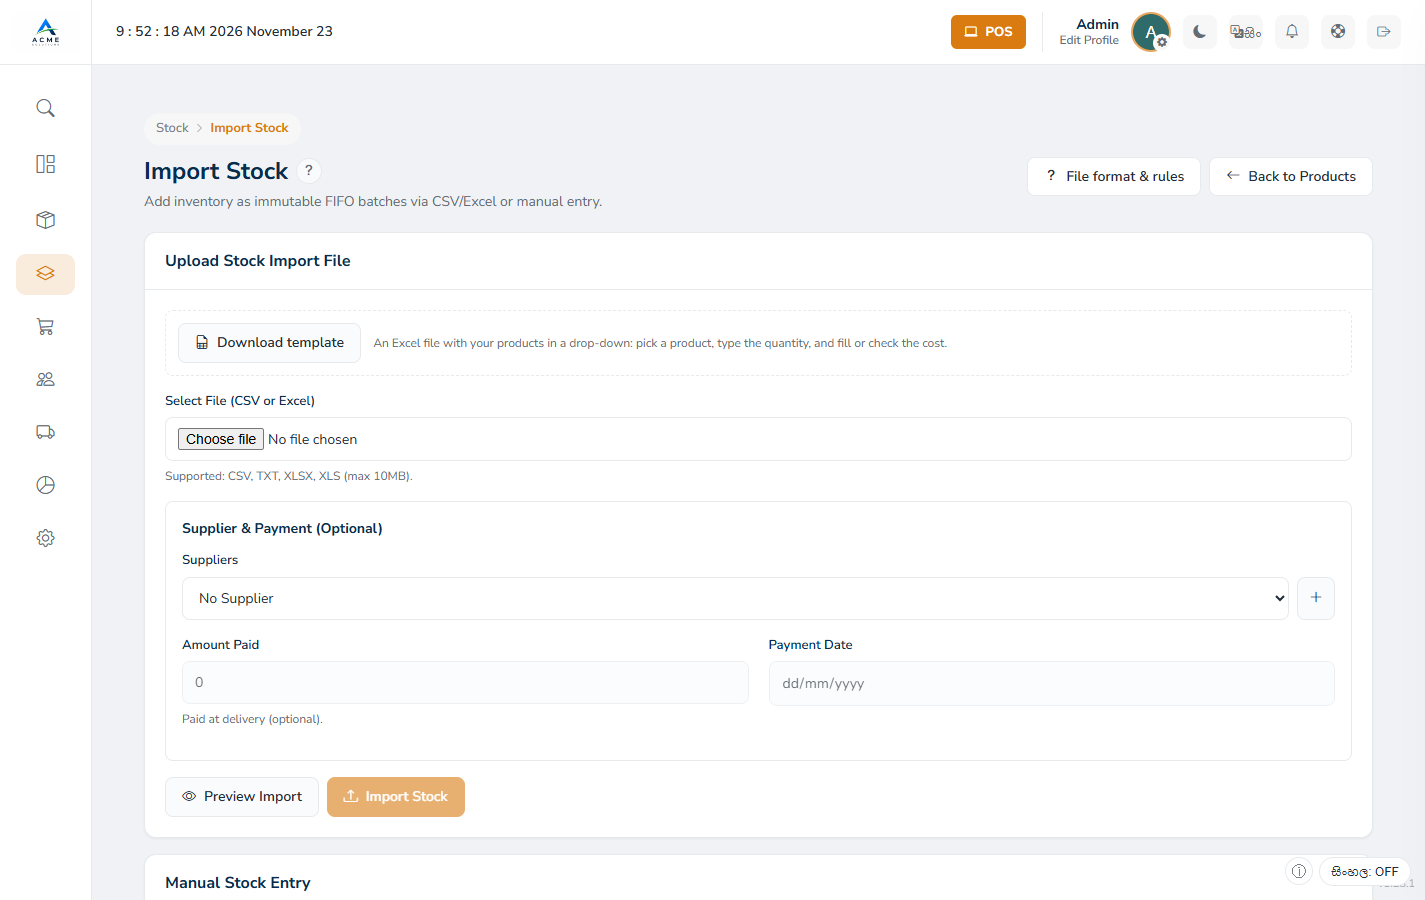 ACME
9 : 52 : 18 AM 2026 November 23
POS
Admin
Edit Profile
A
සිං
Stock > Import Stock
Import Stock ?
Add inventory as immutable FIFO batches via CSV/Excel or manual entry.
? File format & rules
Back to Products
Upload Stock Import File
Download template
An Excel file with your products in a drop-down: pick a product, type the quantity, and fill or check the cost.
Select File (CSV or Excel)
Choose file No file chosen
Supported: CSV, TXT, XLSX, XLS (max 10MB).
Supplier & Payment (Optional)
Suppliers
No Supplier
+
Amount Paid
Payment Date
0
dd/mm/yyyy
Paid at delivery (optional).
Preview Import
Import Stock
Manual Stock Entry
සිංහල: OFF